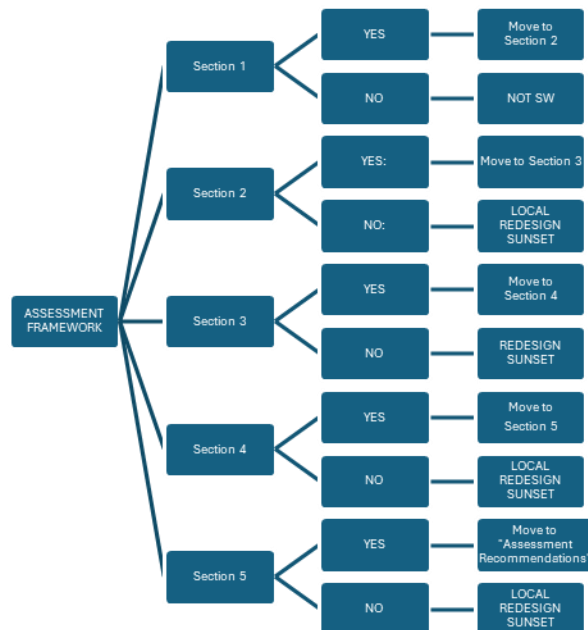 ASSESSMENT
FRAMEWORK
Section 1
YES
Move to
Section 2
NO
NOT SW
Section 2
YES:
Move to Section 3
NO:
LOCAL
REDESIGN
SUNSET
Section 3
YES
Move to
Section 4
NO
REDESIGN
SUNSET
Section 4
YES
Move to
Section 5
NO
LOCAL
REDESIGN
SUNSET
Section 5
YES
Move to
"Assessment
Recommendations"
NO
LOCAL
REDESIGN
SUNSET